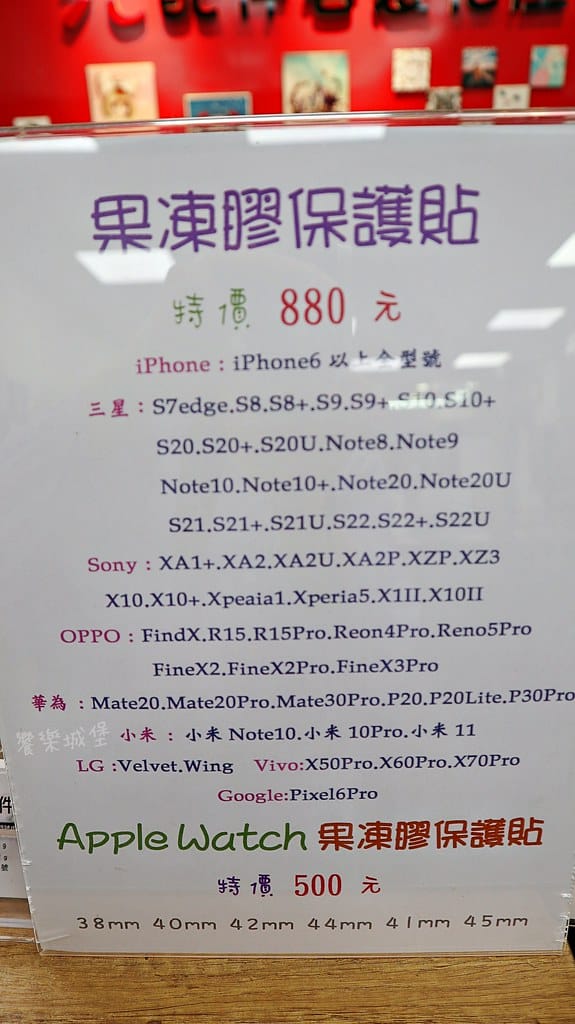 果凍膠保護貼
特價 880 元
iPhone : iPhone6 以上全型號
三星 : S7edge.S8.S8+.S9.S9+.S10.S10+
S20.S20+.S20U.Note8.Note9
Note10.Note10+.Note20.Note20U
S21.S21+.S21U.S22.S22+.S22U
Sony : XA1+.XA2.XA2U.XA2P.XZP.XZ3
X10.X10+.Xpeaia1.Xperia5.X1II.X10II
OPPO : FindX.R15.R15Pro.Reon4Pro.Reno5Pro
FineX2.FineX2Pro.FineX3Pro
華為 : Mate20.Mate20Pro.Mate30Pro.P20.P20Lite.P30Pro
饗樂城堡
小米 : 小米 Note10.小米 10Pro.小米 11
LG :Velvet.Wing Vivo:X50Pro.X60Pro.X70Pro
Google:Pixel6Pro
Apple Watch 果凍膠保護貼
特價 500 元
38mm 40mm 42mm 44mm 41mm 45mm
件
號